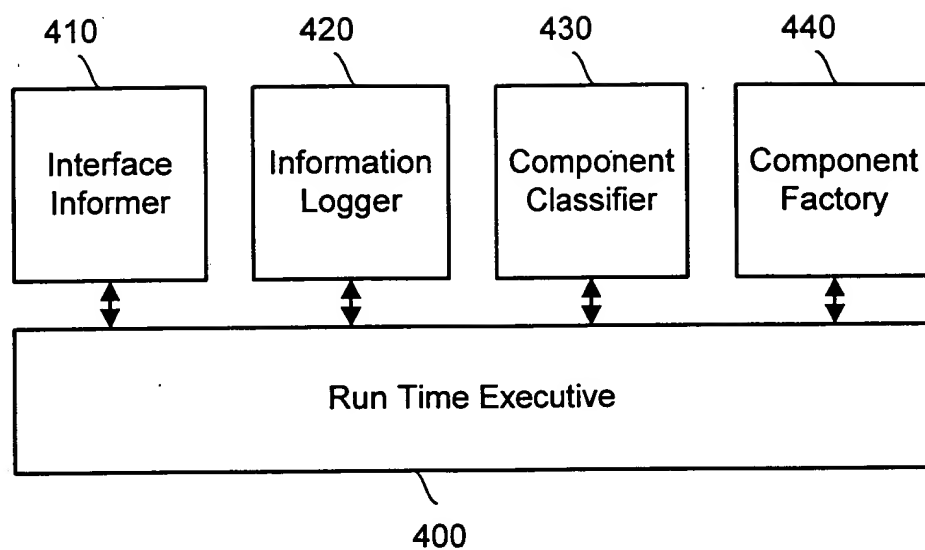 410
420
430
440
Interface
Informer
Information
Logger
Component
Classifier
Component
Factory
Run Time Executive
400